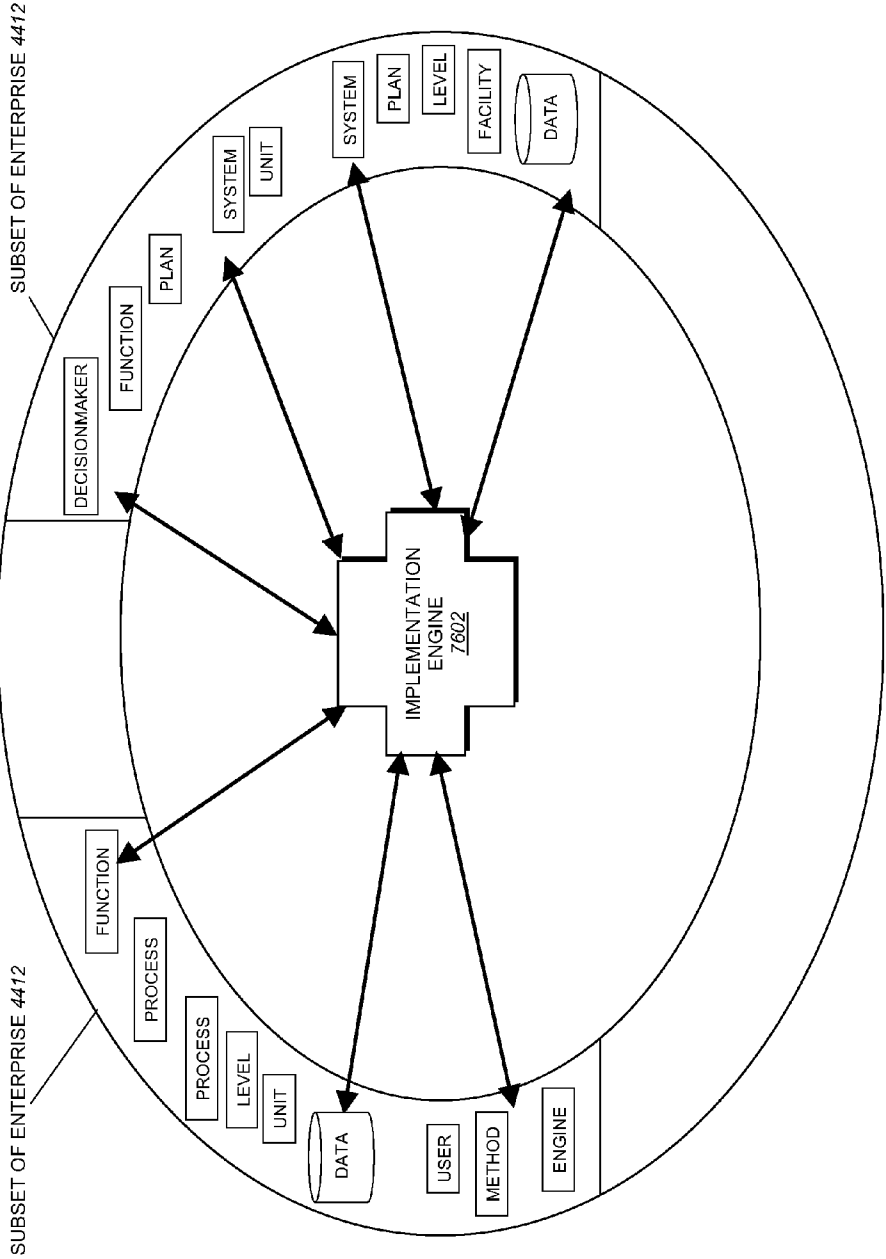 SUBSET OF ENTERPRISE 4412
SUBSET OF ENTERPRISE 4412
FUNCTION
PROCESS
PROCESS
LEVEL
UNIT
DATA
USER
METHOD
ENGINE
DECISIONMAKER
FUNCTION
PLAN
SYSTEM
UNIT
SYSTEM
PLAN
LEVEL
FACILITY
DATA
IMPLEMENTATION
ENGINE
7602